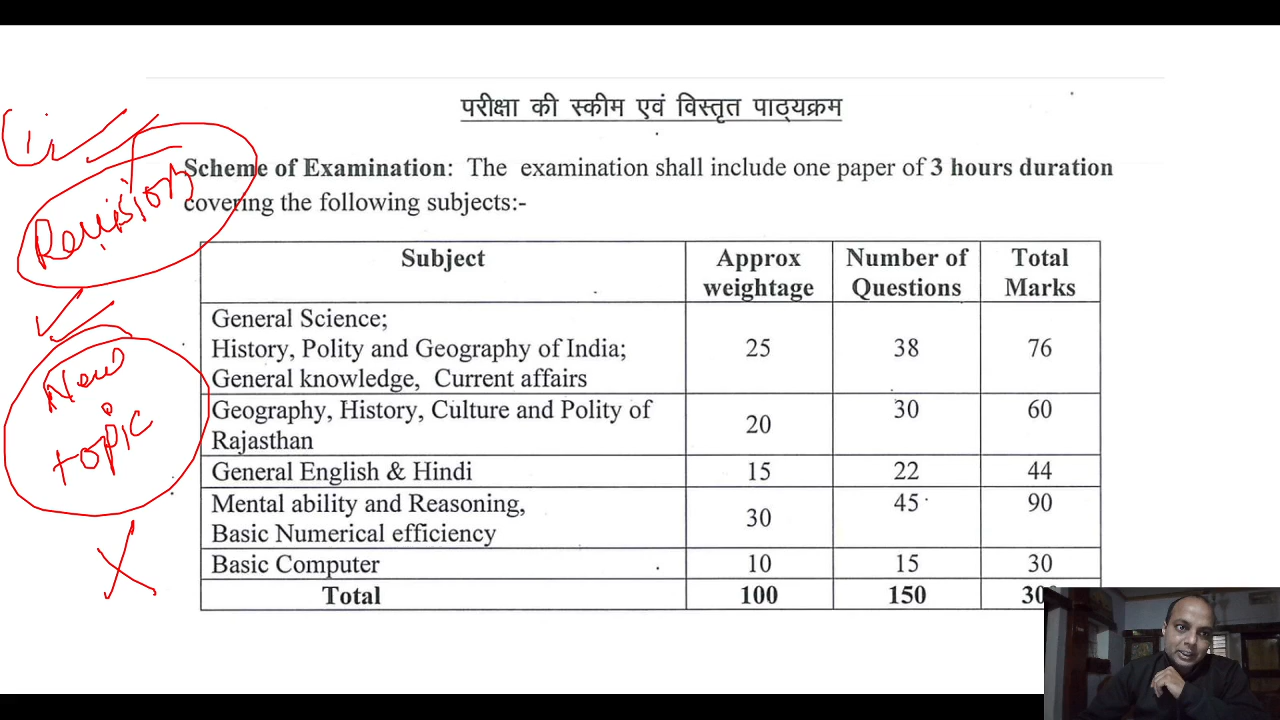 परीक्षा की स्कीम एवं विस्तृत पाठ्यक्रम
Scheme of Examination: The examination shall include one paper of 3 hours duration
covering the following subjects:-
Revision
New
topic
Subject Approx weightage Number of Questions Total Marks
General Science;
History, Polity and Geography of India; 25 38 76
General knowledge, Current affairs
Geography, History, Culture and Polity of Rajasthan 20 30 60
General English & Hindi 15 22 44
Mental ability and Reasoning,
Basic Numerical efficiency 30 45 90
Basic Computer 10 15 30
Total 100 150